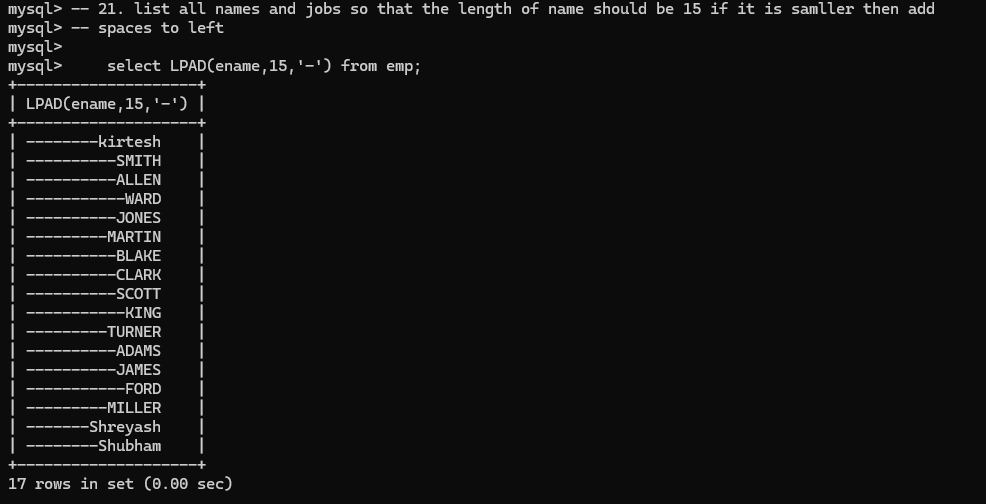 mysql> -- 21. list all names and jobs so that the length of name should be 15 if it is samller then add
mysql> -- spaces to left
mysql>
mysql>     select LPAD(ename,15,'-') from emp;
+--------------------+
| LPAD(ename,15,'-') |
+--------------------+
| --------kirtesh    |
| ----------SMITH    |
| ----------ALLEN    |
| -----------WARD    |
| ----------JONES    |
| ---------MARTIN    |
| ----------BLAKE    |
| ----------CLARK    |
| ----------SCOTT    |
| -----------KING    |
| ---------TURNER    |
| ----------ADAMS    |
| ----------JAMES    |
| -----------FORD    |
| ---------MILLER    |
| -------Shreyash    |
| --------Shubham    |
+--------------------+
17 rows in set (0.00 sec)